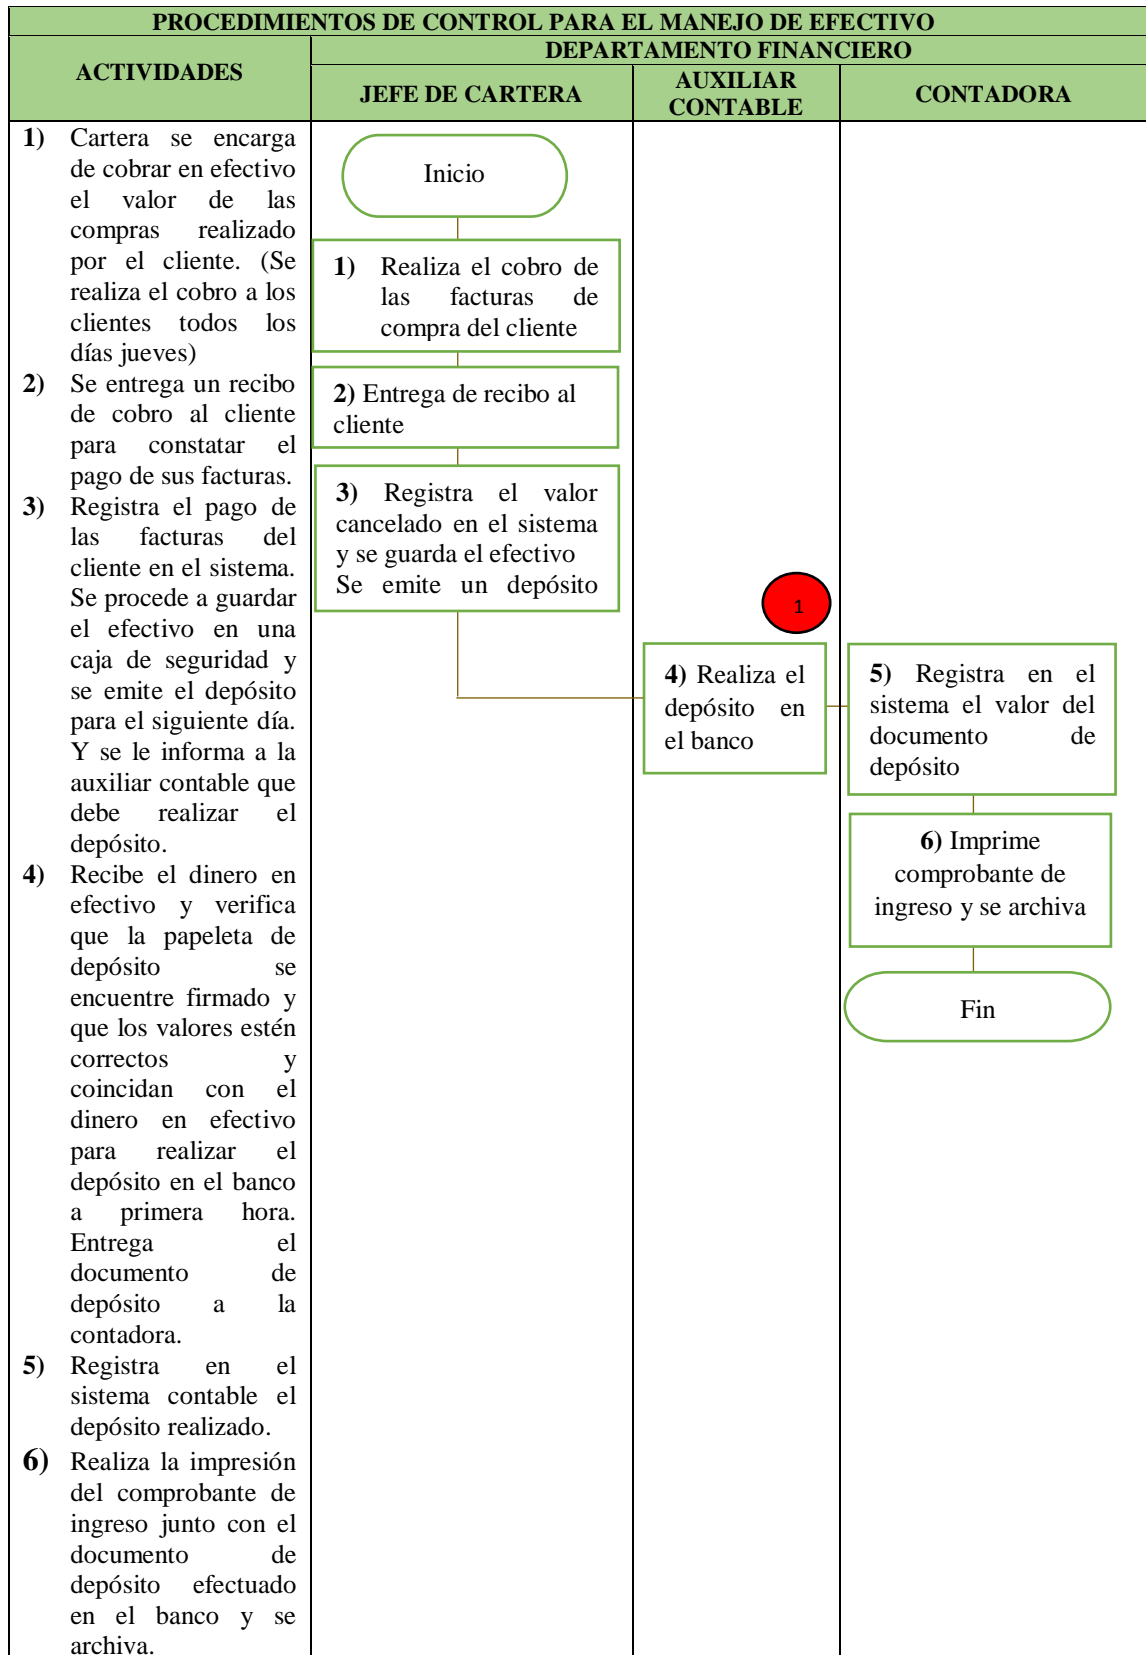 PROCEDIMIENTOS DE CONTROL PARA EL MANEJO DE EFECTIVO
ACTIVIDADES
DEPARTAMENTO FINANCIERO
JEFE DE CARTERA
AUXILIAR
CONTABLE
CONTADORA
1) Cartera se encarga
de cobrar en efectivo
el valor de las
compras realizado
por el cliente. (Se
realiza el cobro a los
clientes todos los
días jueves)
2) Se entrega un recibo
de cobro al cliente
para constatar el
pago de sus facturas.
3) Registra el pago de
las facturas del
cliente en el sistema.
Se procede a guardar
el efectivo en una
caja de seguridad y
se emite el depósito
para el siguiente día.
Y se le informa a la
auxiliar contable que
debe realizar el
depósito.
4) Recibe el dinero en
efectivo y verifica
que la papeleta de
depósito se
encuentre firmado y
que los valores estén
correctos y
coincidan con el
dinero en efectivo
para realizar el
depósito en el banco
a primera hora.
Entrega el
documento de
depósito a la
contadora.
5) Registra en el
sistema contable el
depósito realizado.
6) Realiza la impresión
del comprobante de
ingreso junto con el
documento de
depósito efectuado
en el banco y se
archiva.
Inicio
1) Realiza el cobro de
las facturas de
compra del cliente
2) Entrega de recibo al
cliente
3) Registra el valor
cancelado en el sistema
y se guarda el efectivo
Se emite un depósito
1
4) Realiza el
depósito en
el banco
5) Registra en el
sistema el valor del
documento de
depósito
6) Imprime
comprobante de
ingreso y se archiva
Fin